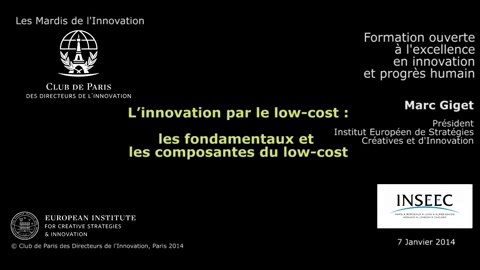 Les Mardis de l'Innovation
CLUB DE PARIS
DES DIRECTEURS DE L'INNOVATION
Formation ouverte
à l'excellence
en innovation
et progrès humain
Marc Giget
Président
Institut Européen de Stratégies
Créatives et d'Innovation
L'innovation par le low-cost :
les fondamentaux et
les composantes du low-cost
INSEEC
EUROPEAN INSTITUTE
FOR CREATIVE STRATEGIES
& INNOVATION
© Club de Paris des Directeurs de l'Innovation, Paris 2014
7 Janvier 2014